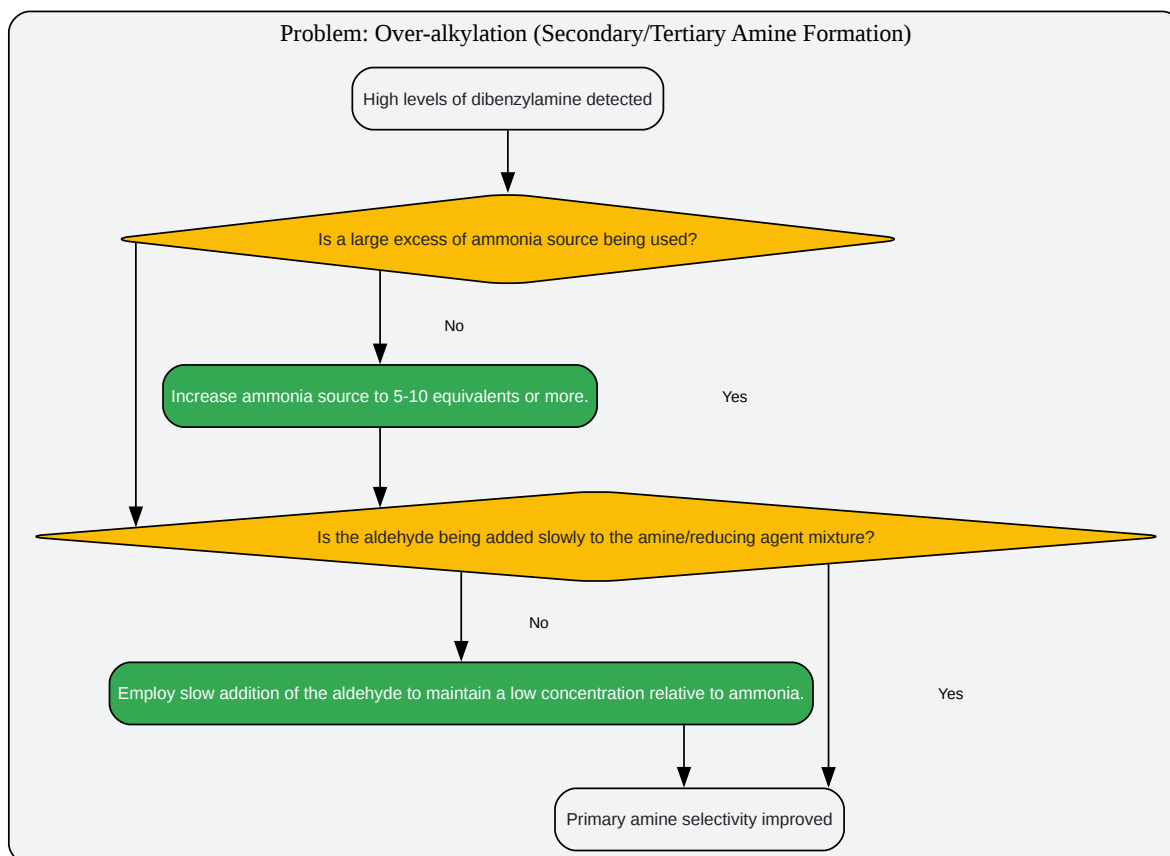 Problem: Over-alkylation (Secondary/Tertiary Amine Formation)
High levels of dibenzylamine detected
Is a large excess of ammonia source being used?
No
Increase ammonia source to 5-10 equivalents or more.
Yes
Is the aldehyde being added slowly to the amine/reducing agent mixture?
No
Employ slow addition of the aldehyde to maintain a low concentration relative to ammonia.
Yes
Primary amine selectivity improved